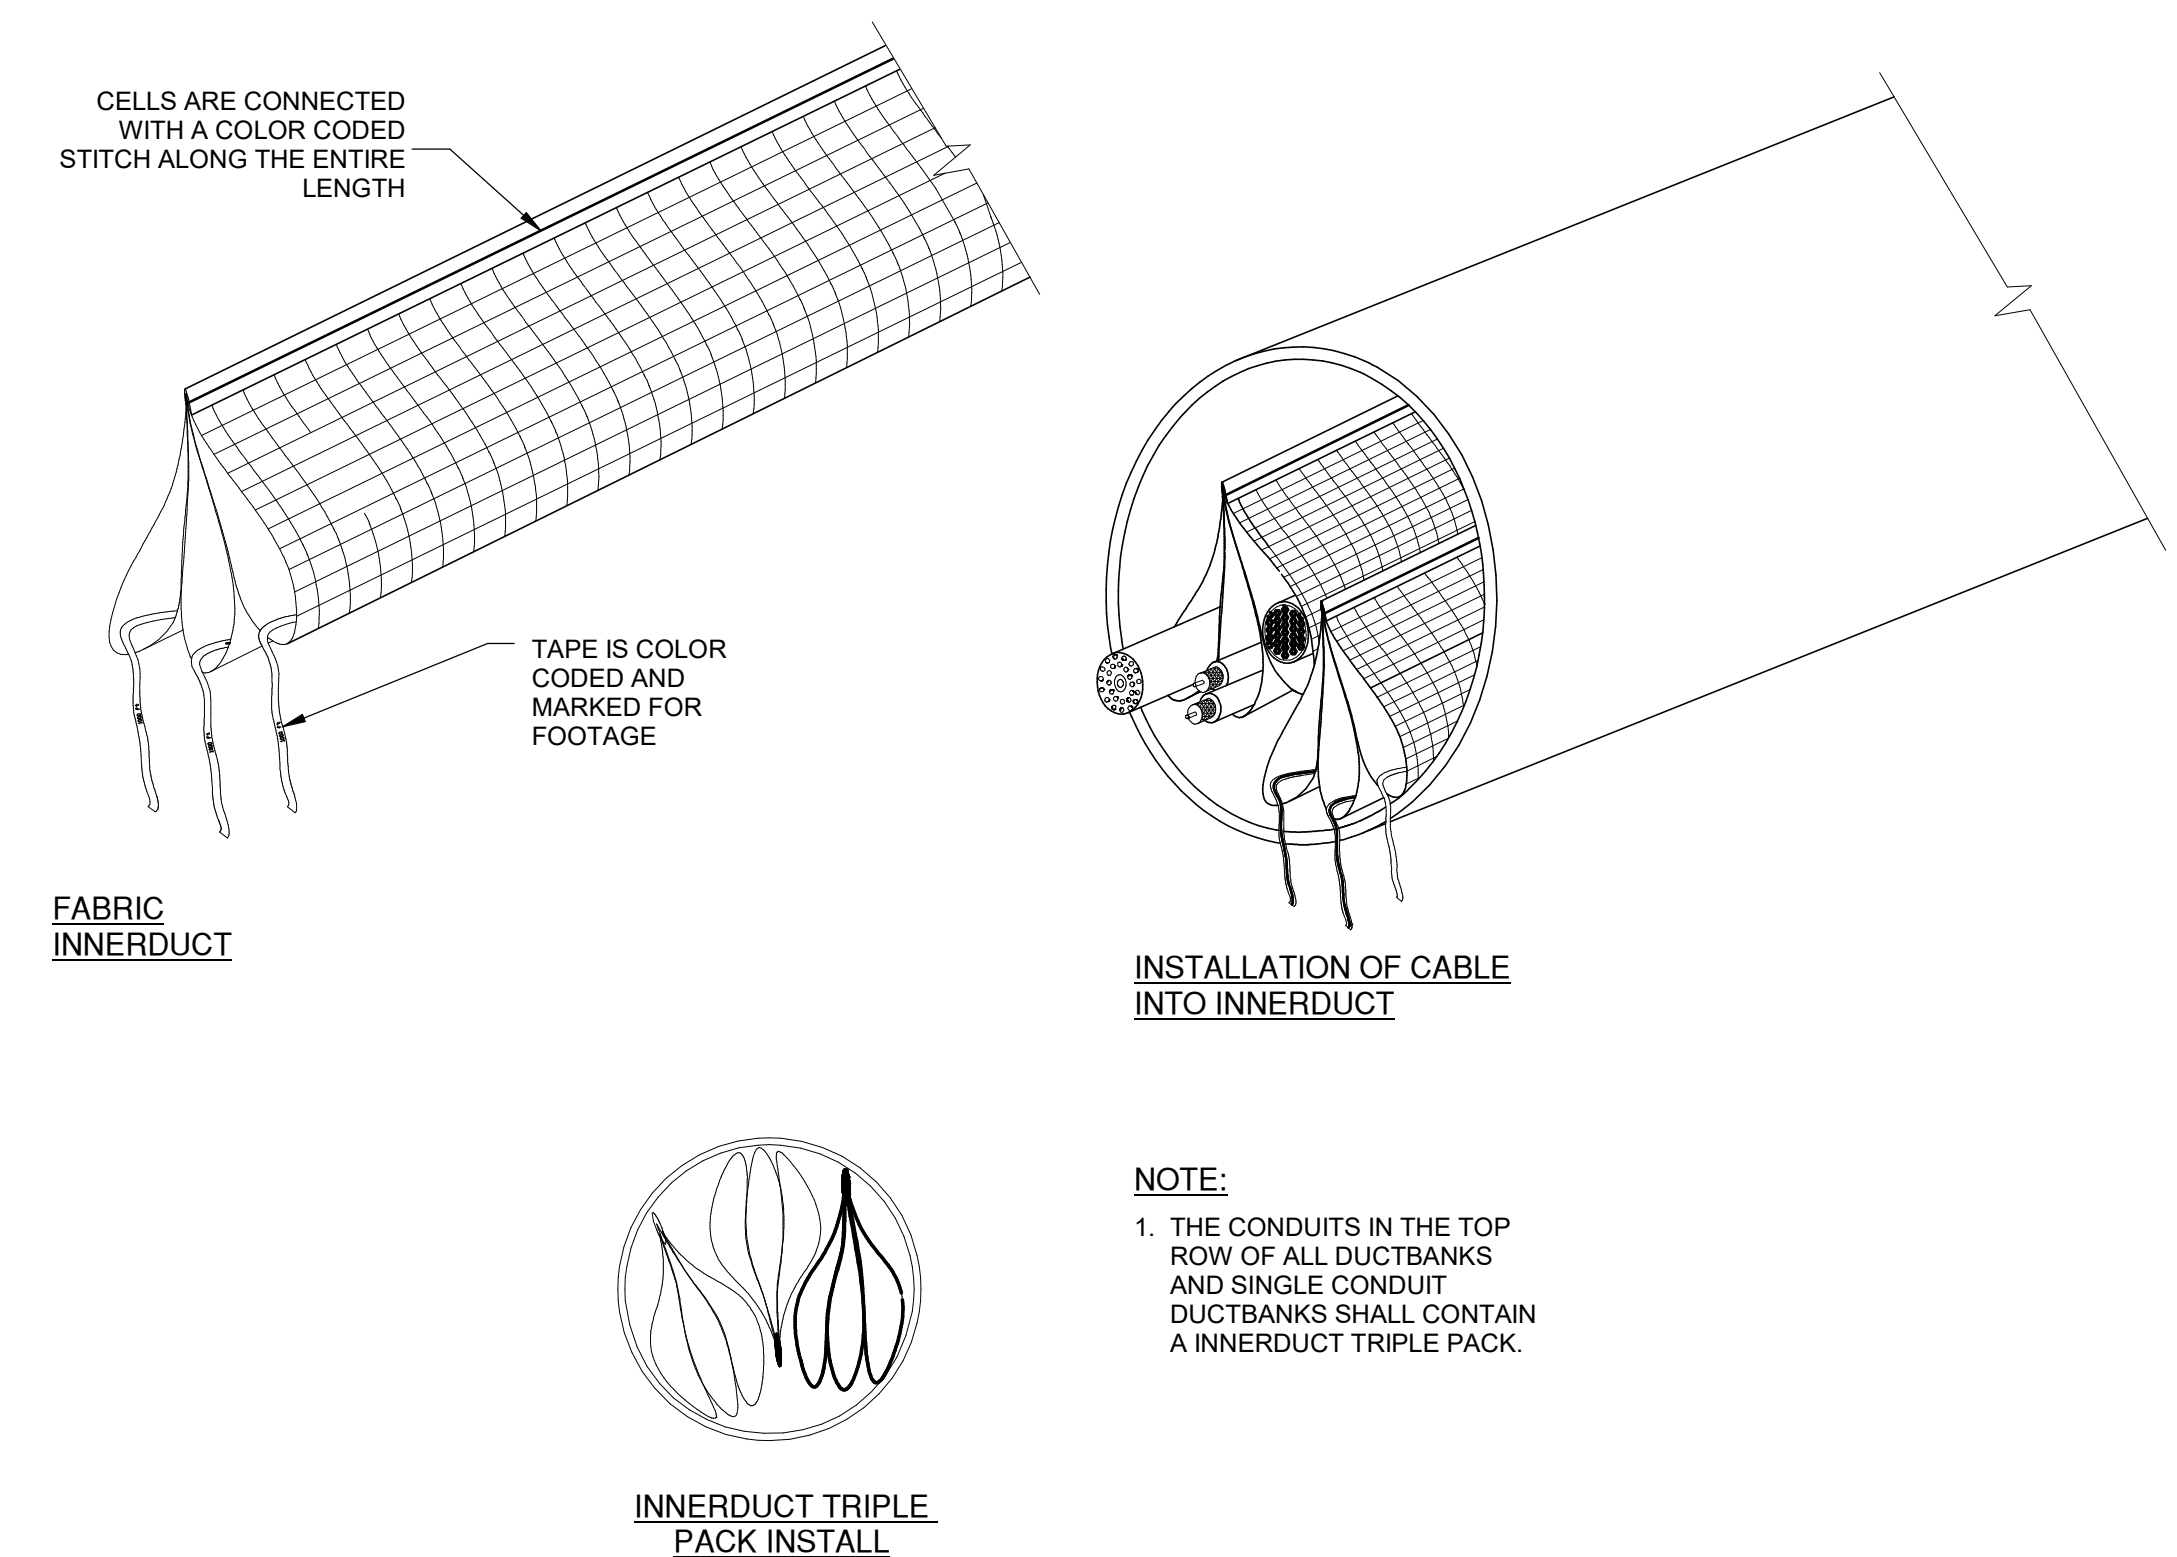 CELLS ARE CONNECTED
WITH A COLOR CODED
STITCH ALONG THE ENTIRE
LENGTH
TAPE IS COLOR
CODED AND
MARKED FOR
FOOTAGE
FABRIC
INNERDUCT
INSTALLATION OF CABLE
INTO INNERDUCT
NOTE:
1. THE CONDUITS IN THE TOP
ROW OF ALL DUCTBANKS
AND SINGLE CONDUIT
DUCTBANKS SHALL CONTAIN
A INNERDUCT TRIPLE PACK.
INNERDUCT TRIPLE
PACK INSTALL